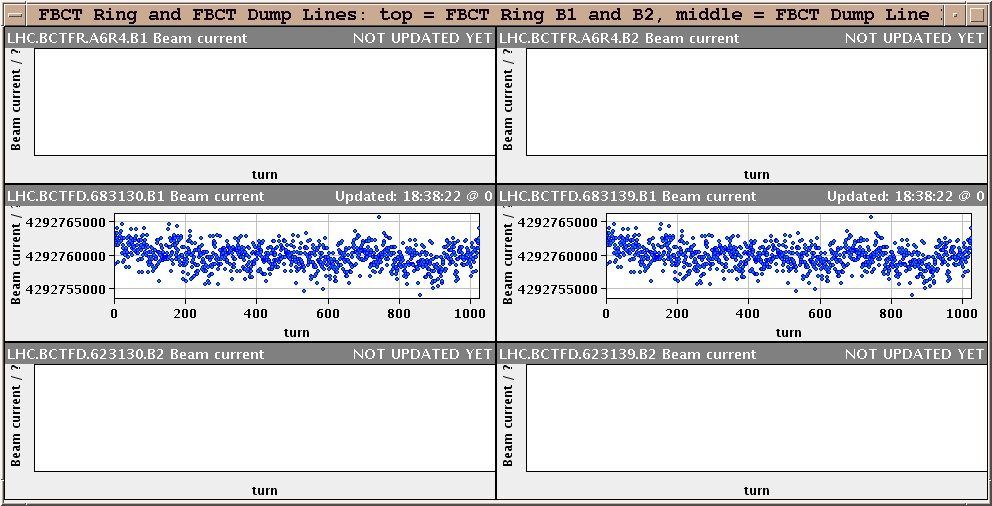 FBCT Ring and FBCT Dump Lines: top = FBCT Ring B1 and B2, middle = FBCT Dump Line
LHC.BCTFR.A6R4.B1 Beam current NOT UPDATED YET
Beam current / ?
turn
LHC.BCTFR.A6R4.B2 Beam current NOT UPDATED YET
Beam current / ?
turn
LHC.BCTFD.683130.B1 Beam current Updated: 18:38:22 @ 0
Beam current / ?
4292765000
4292760000
4292755000
0 200 400 600 800 1000
turn
LHC.BCTFD.683139.B1 Beam current Updated: 18:38:22 @ 0
Beam current / ?
4292765000
4292760000
4292755000
0 200 400 600 800 1000
turn
LHC.BCTFD.623130.B2 Beam current NOT UPDATED YET
Beam current / ?
turn
LHC.BCTFD.623139.B2 Beam current NOT UPDATED YET
Beam current / ?
turn